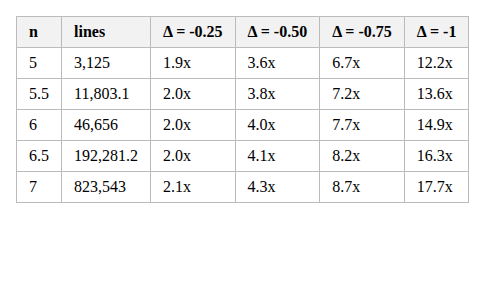 n lines Δ = -0.25 Δ = -0.50 Δ = -0.75 Δ = -1
5 3,125 1.9x 3.6x 6.7x 12.2x
5.5 11,803.1 2.0x 3.8x 7.2x 13.6x
6 46,656 2.0x 4.0x 7.7x 14.9x
6.5 192,281.2 2.0x 4.1x 8.2x 16.3x
7 823,543 2.1x 4.3x 8.7x 17.7x